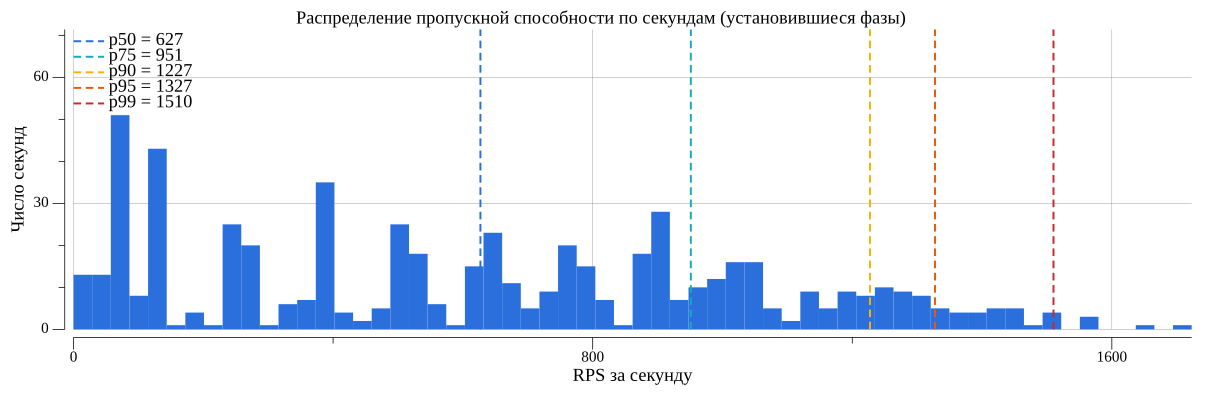 Распределение пропускной способности по секундам (установившиеся фазы)
p50 = 627
p75 = 951
p90 = 1227
p95 = 1327
p99 = 1510
Число секунд
60
30
0
0
800
1600
RPS за секунду